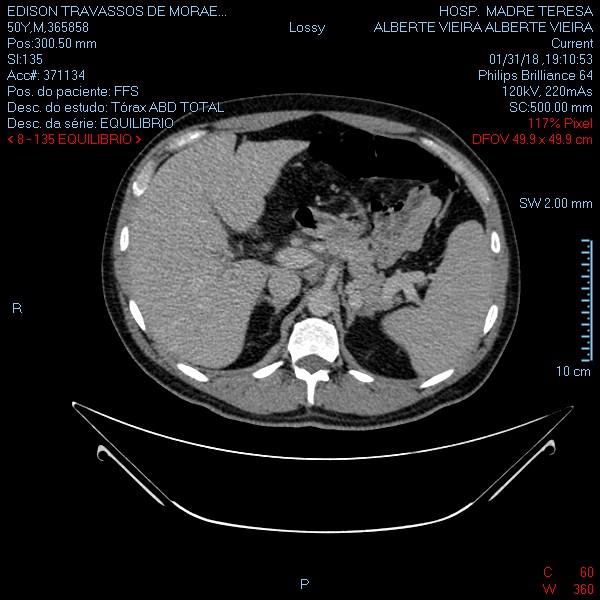 EDISON TRAVASSOS DE MORAE...
50Y,M,365858
Pos:300.50 mm
SI:135
Acc#: 371134
Pos. do paciente: FFS
Desc. do estudo: Tórax ABD TOTAL
Desc. da série: EQUILIBRIO
< 8 - 135 EQUILIBRIO >
Lossy
HOSP. MADRE TERESA
ALBERTE VIEIRA ALBERTE VIEIRA
Current
01/31/18 ,19:10:53
Philips Brilliance 64
120kV, 220mAs
SC:500.00 mm
117% Pixel
DFOV 49.9 x 49.9 cm
SW 2.00 mm
R
10 cm
P
C 60
W 360